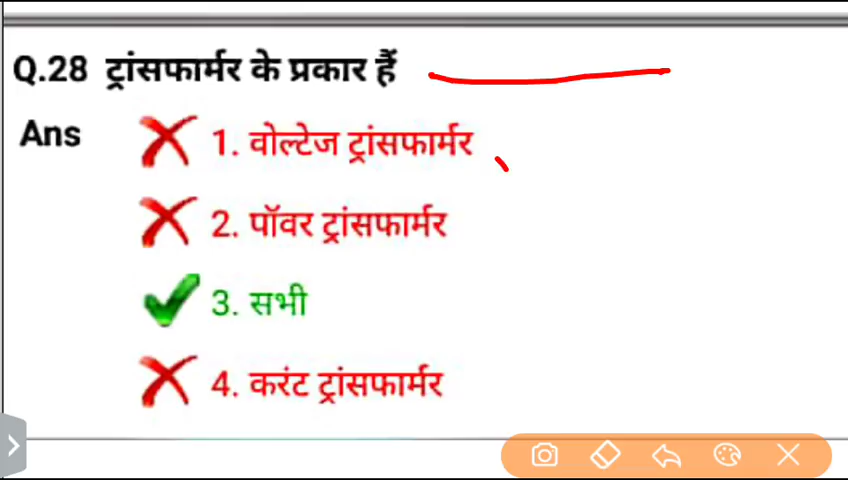 Q.28 ट्रांसफार्मर के प्रकार हैं
Ans
1. वोल्टेज ट्रांसफार्मर
2. पॉवर ट्रांसफार्मर
3. सभी
4. करंट ट्रांसफार्मर